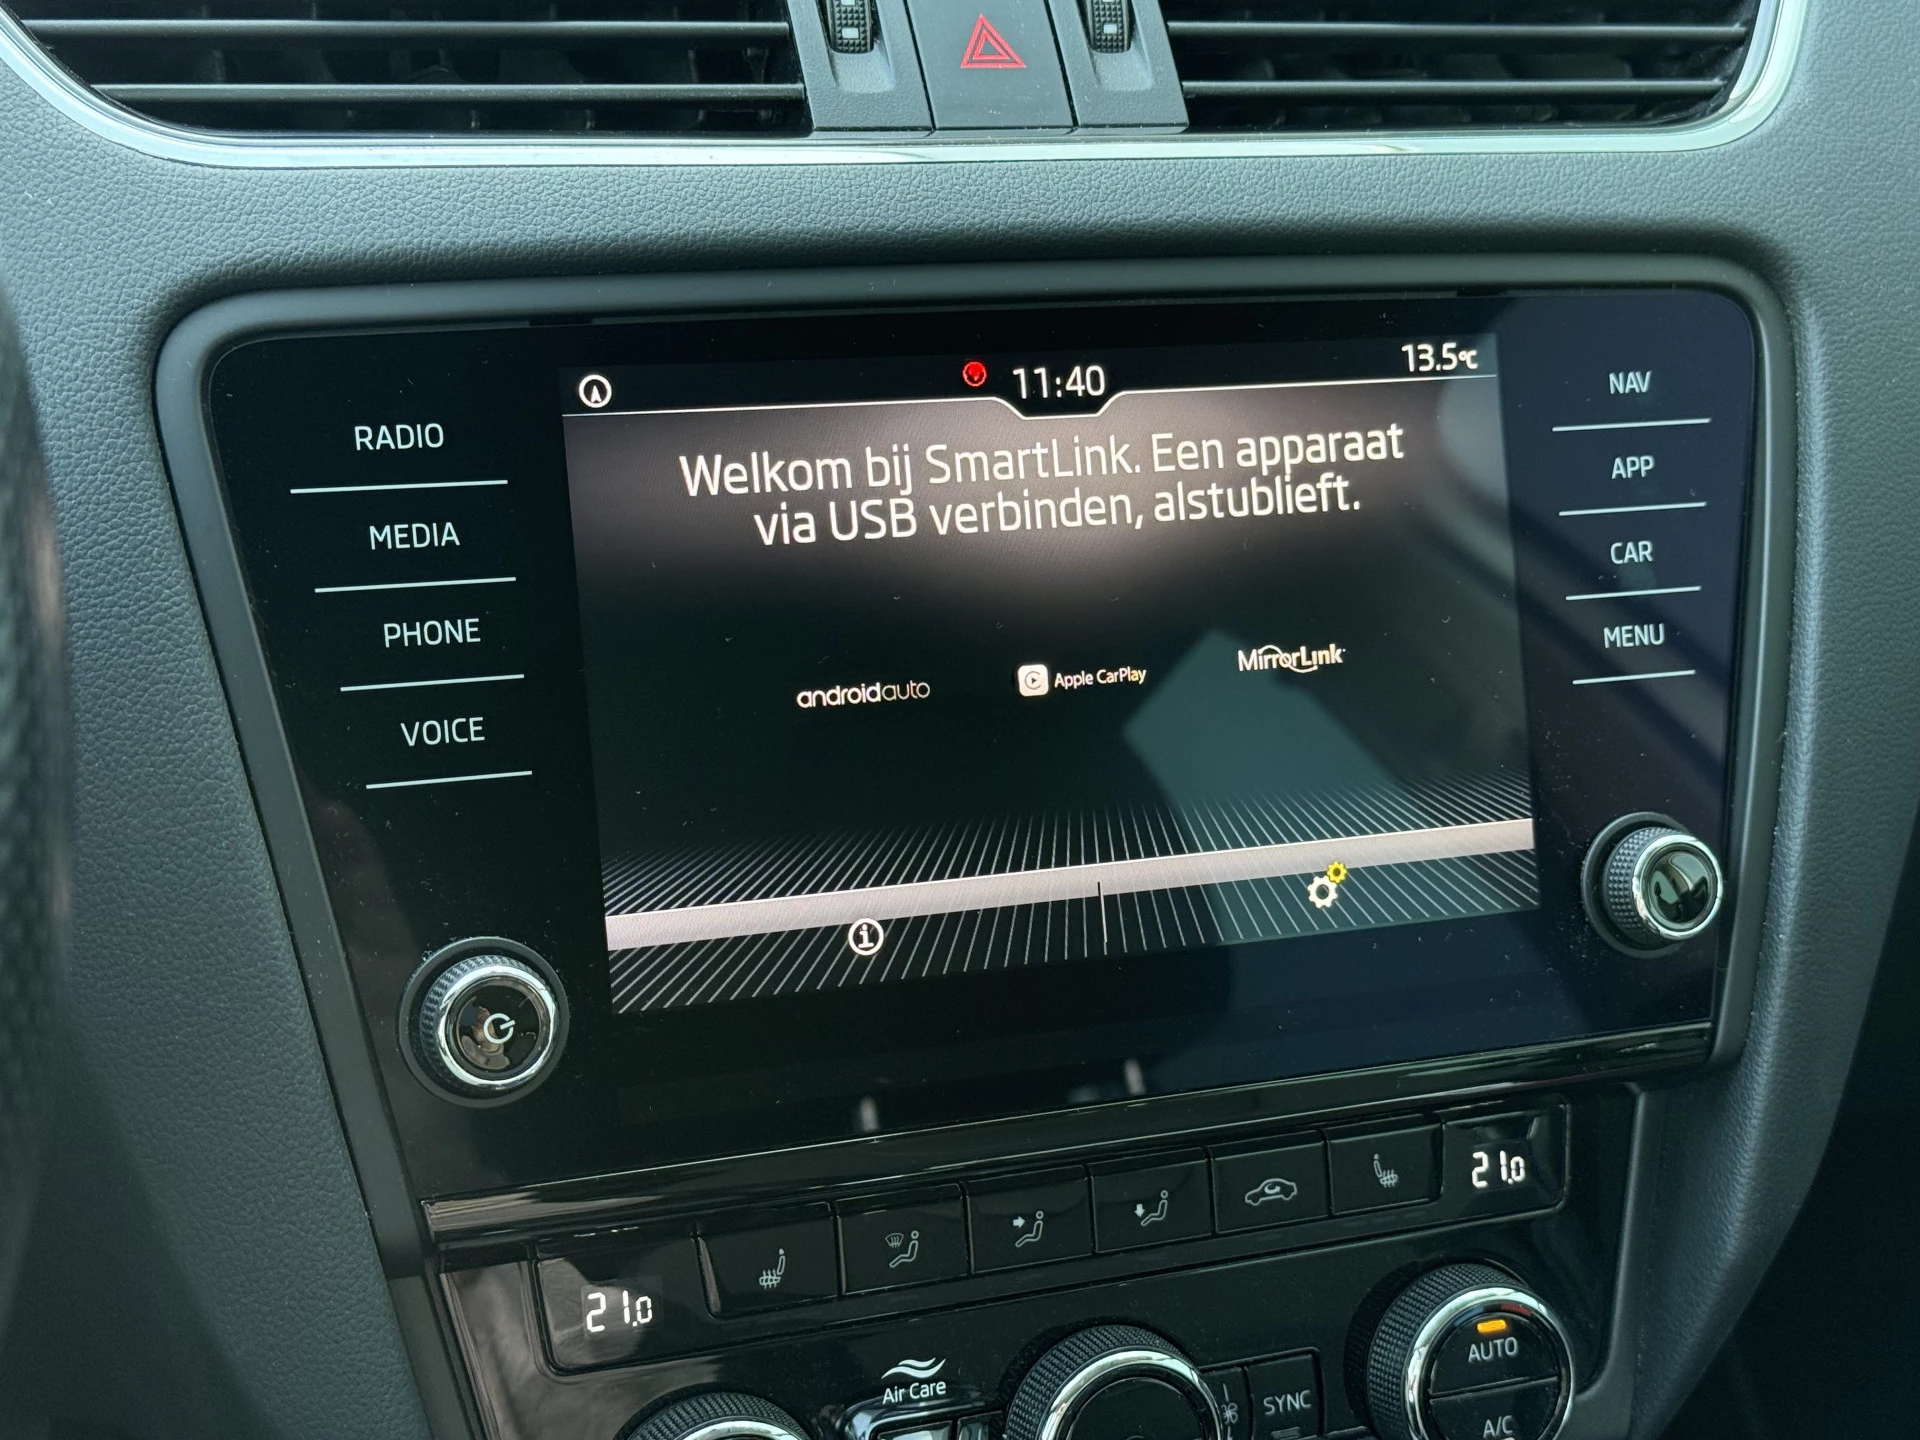 11:40
13.5°C
RADIO
MEDIA
PHONE
VOICE
Welkom bij SmartLink. Een apparaat
via USB verbinden, alstublieft.
androidauto
Apple CarPlay
MirrorLink
NAV
APP
CAR
MENU
21.0
21.0
Air Care
SYNC
AUTO
A/C